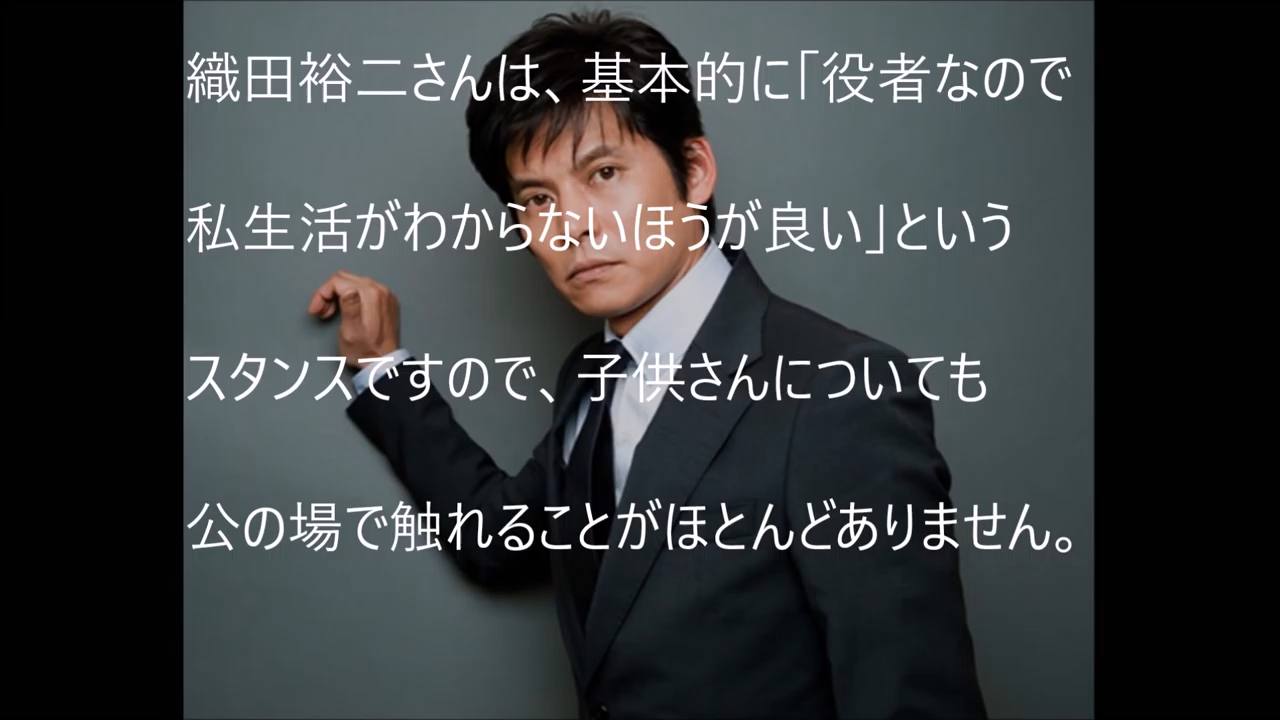 織田裕二さんは、基本的に「役者なので
私生活がわからないほうが良い」という
スタンスですので、子供さんについても
公の場で触れることがほとんどありません。